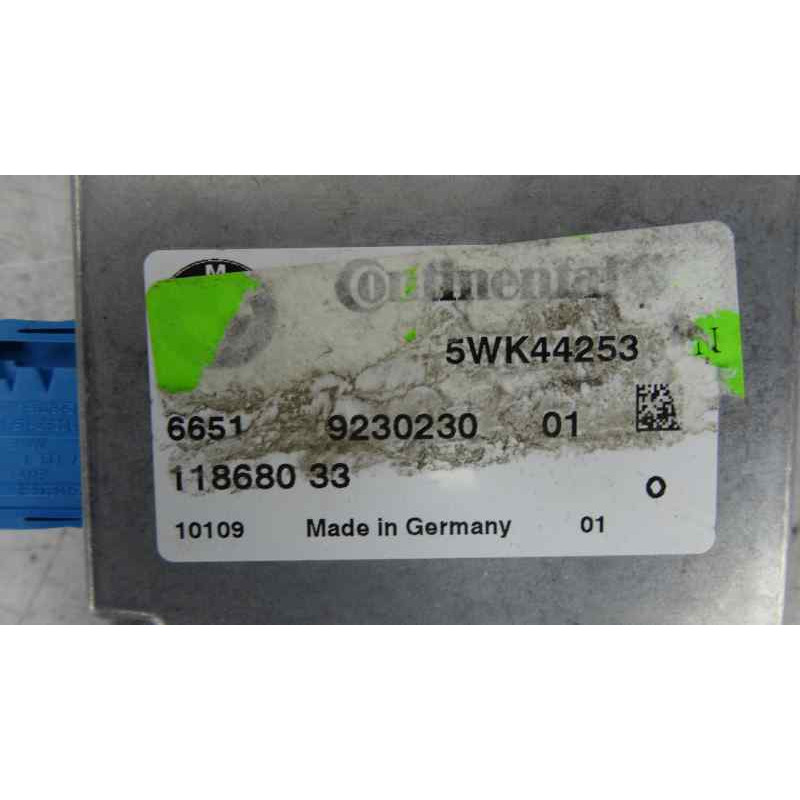 M
Continental
5WK44253
N
6651 9230230 01
118680 33
O
10109 Made in Germany 01